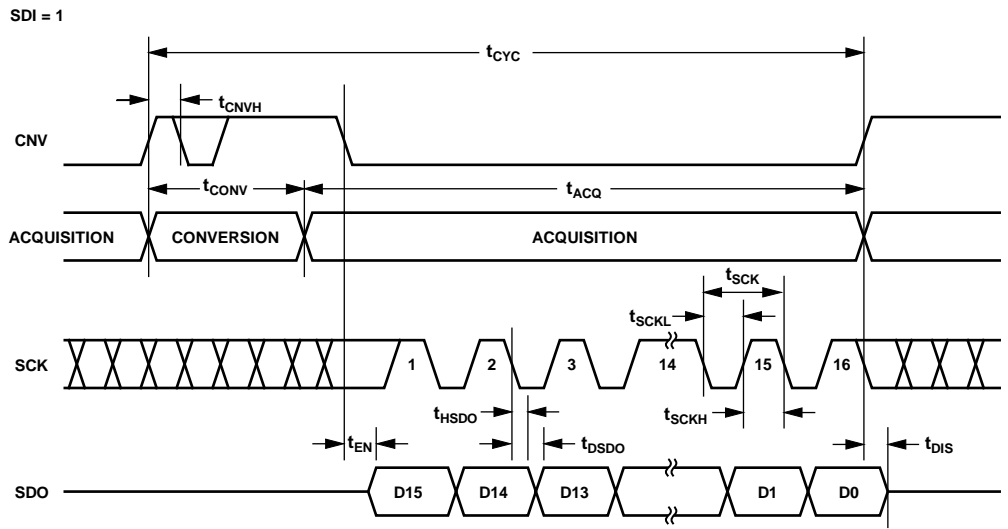 SDI = 1
tCYC
tCNVH
CNV
tCONV
tACQ
ACQUISITION
CONVERSION
ACQUISITION
tSCK
tSCKL
SCK
1
2
3
14
15
16
tHSDO
tSCKH
tEN
tDSDO
tDIS
SDO
D15
D14
D13
D1
D0